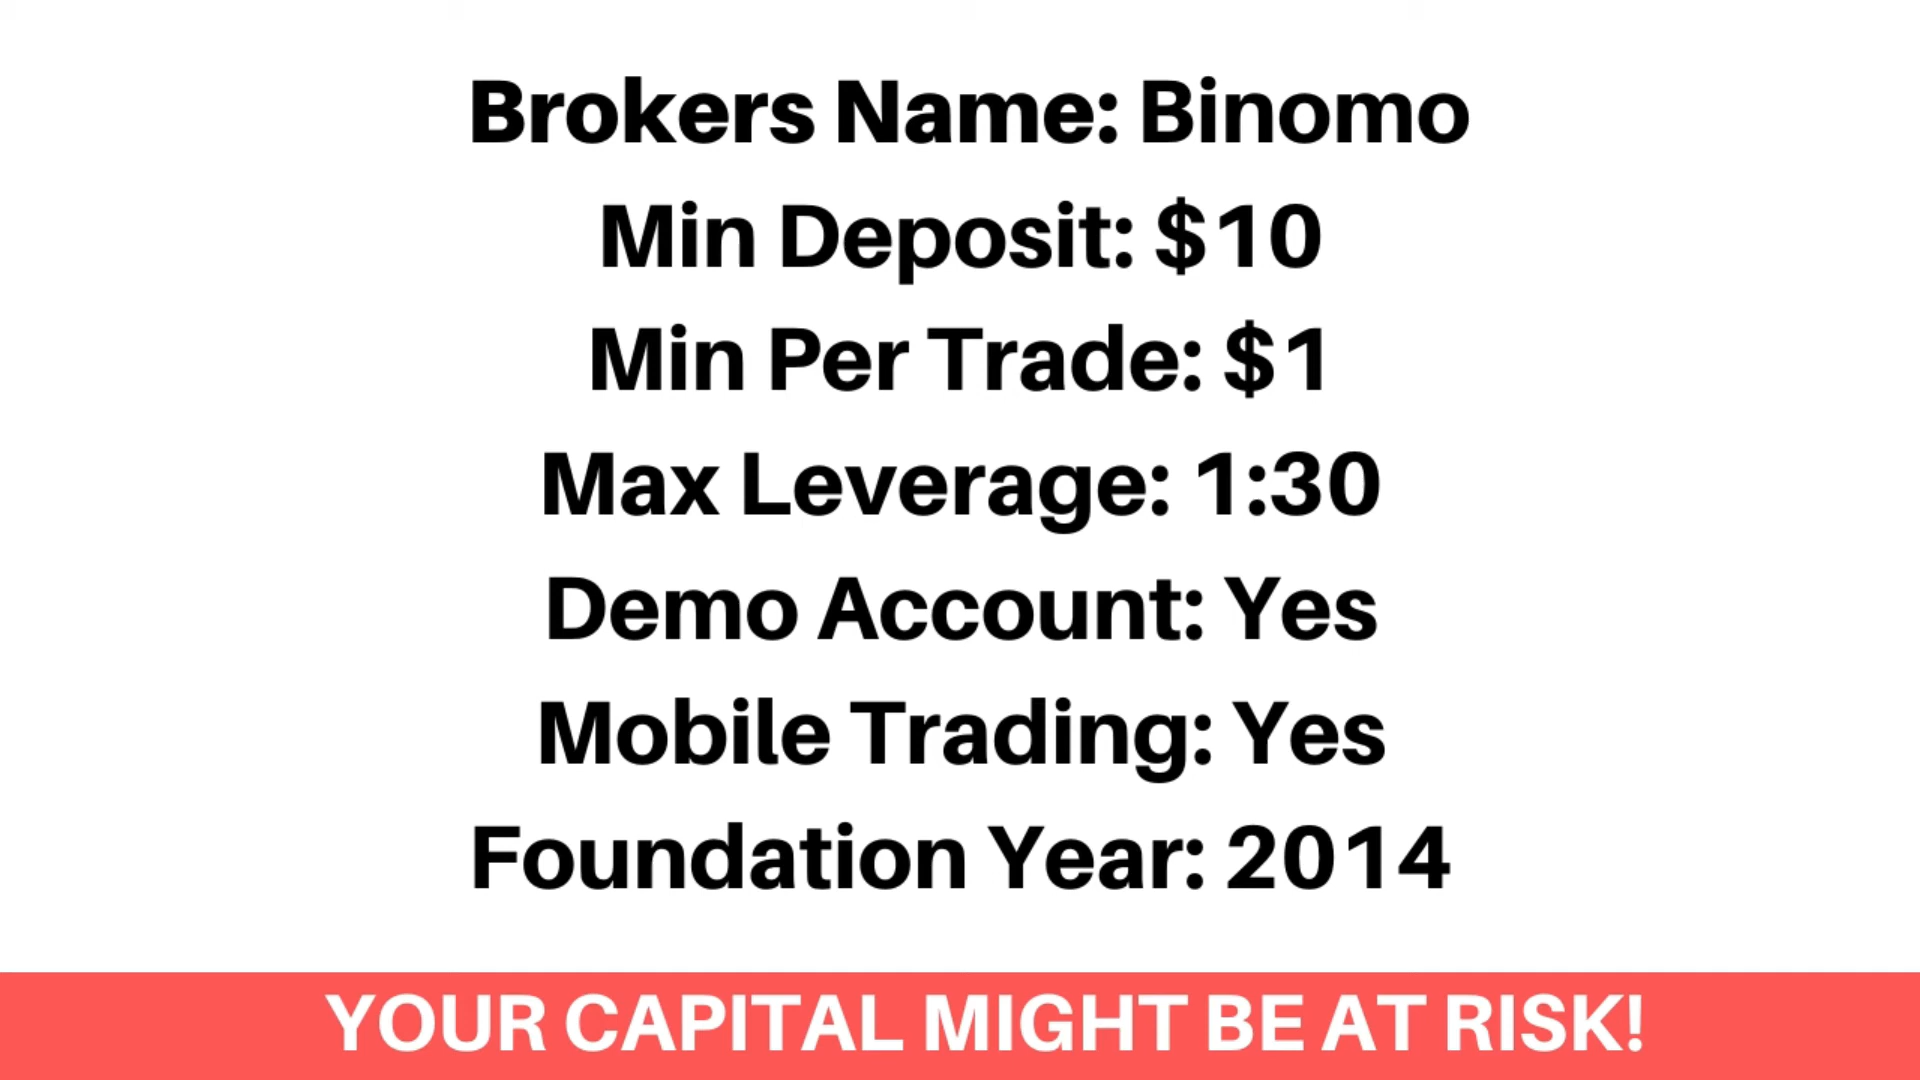 Brokers Name: Binomo
Min Deposit: $10
Min Per Trade: $1
Max Leverage: 1:30
Demo Account: Yes
Mobile Trading: Yes
Foundation Year: 2014
YOUR CAPITAL MIGHT BE AT RISK!